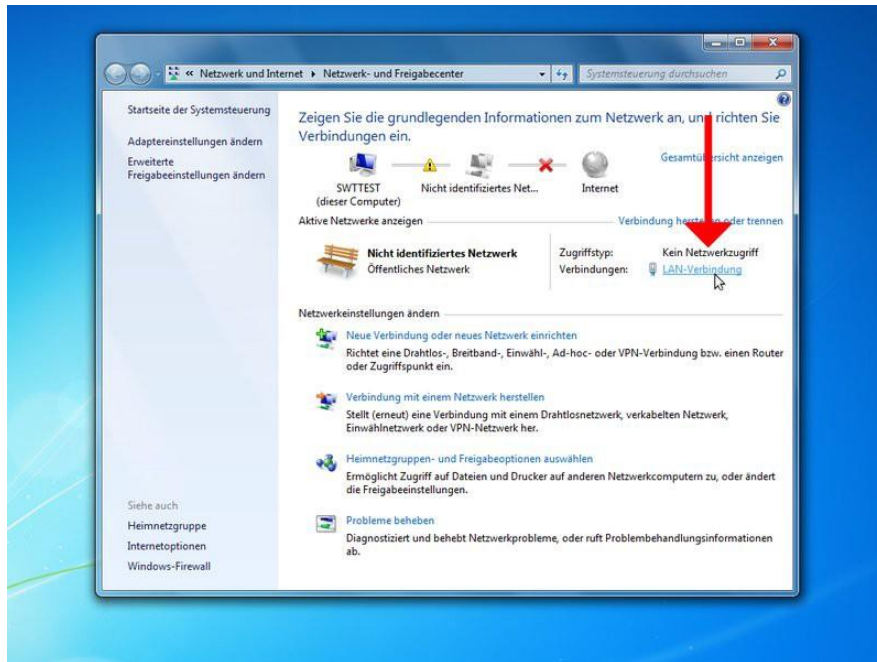 « Netzwerk und Internet ▸ Netzwerk- und Freigabecenter
Systemsteuerung durchsuchen
Startseite der Systemsteuerung
Adaptereinstellungen ändern
Erweiterte
Freigabeeinstellungen ändern
Siehe auch
Heimnetzgruppe
Internetoptionen
Windows-Firewall
Zeigen Sie die grundlegenden Informationen zum Netzwerk an, und richten Sie
Verbindungen ein.
Gesamtübersicht anzeigen
SWTTEST
(dieser Computer)
Nicht identifiziertes Net...
Internet
Aktive Netzwerke anzeigen
Verbindung herstellen oder trennen
Nicht identifiziertes Netzwerk
Öffentliches Netzwerk
Zugriffstyp: Kein Netzwerkzugriff
Verbindungen: LAN-Verbindung
Netzwerkeinstellungen ändern
Neue Verbindung oder neues Netzwerk einrichten
Richtet eine Drahtlos-, Breitband-, Einwähl-, Ad-hoc- oder VPN-Verbindung bzw. einen Router
oder Zugriffspunkt ein.
Verbindung mit einem Netzwerk herstellen
Stellt (erneut) eine Verbindung mit einem Drahtlosnetzwerk, verkabelten Netzwerk,
Einwählnetzwerk oder VPN-Netzwerk her.
Heimnetzgruppen- und Freigabeoptionen auswählen
Ermöglicht Zugriff auf Dateien und Drucker auf anderen Netzwerkcomputern zu, oder ändert
die Freigabeeinstellungen.
Probleme beheben
Diagnostiziert und behebt Netzwerkprobleme, oder ruft Problembehandlungsinformationen
ab.